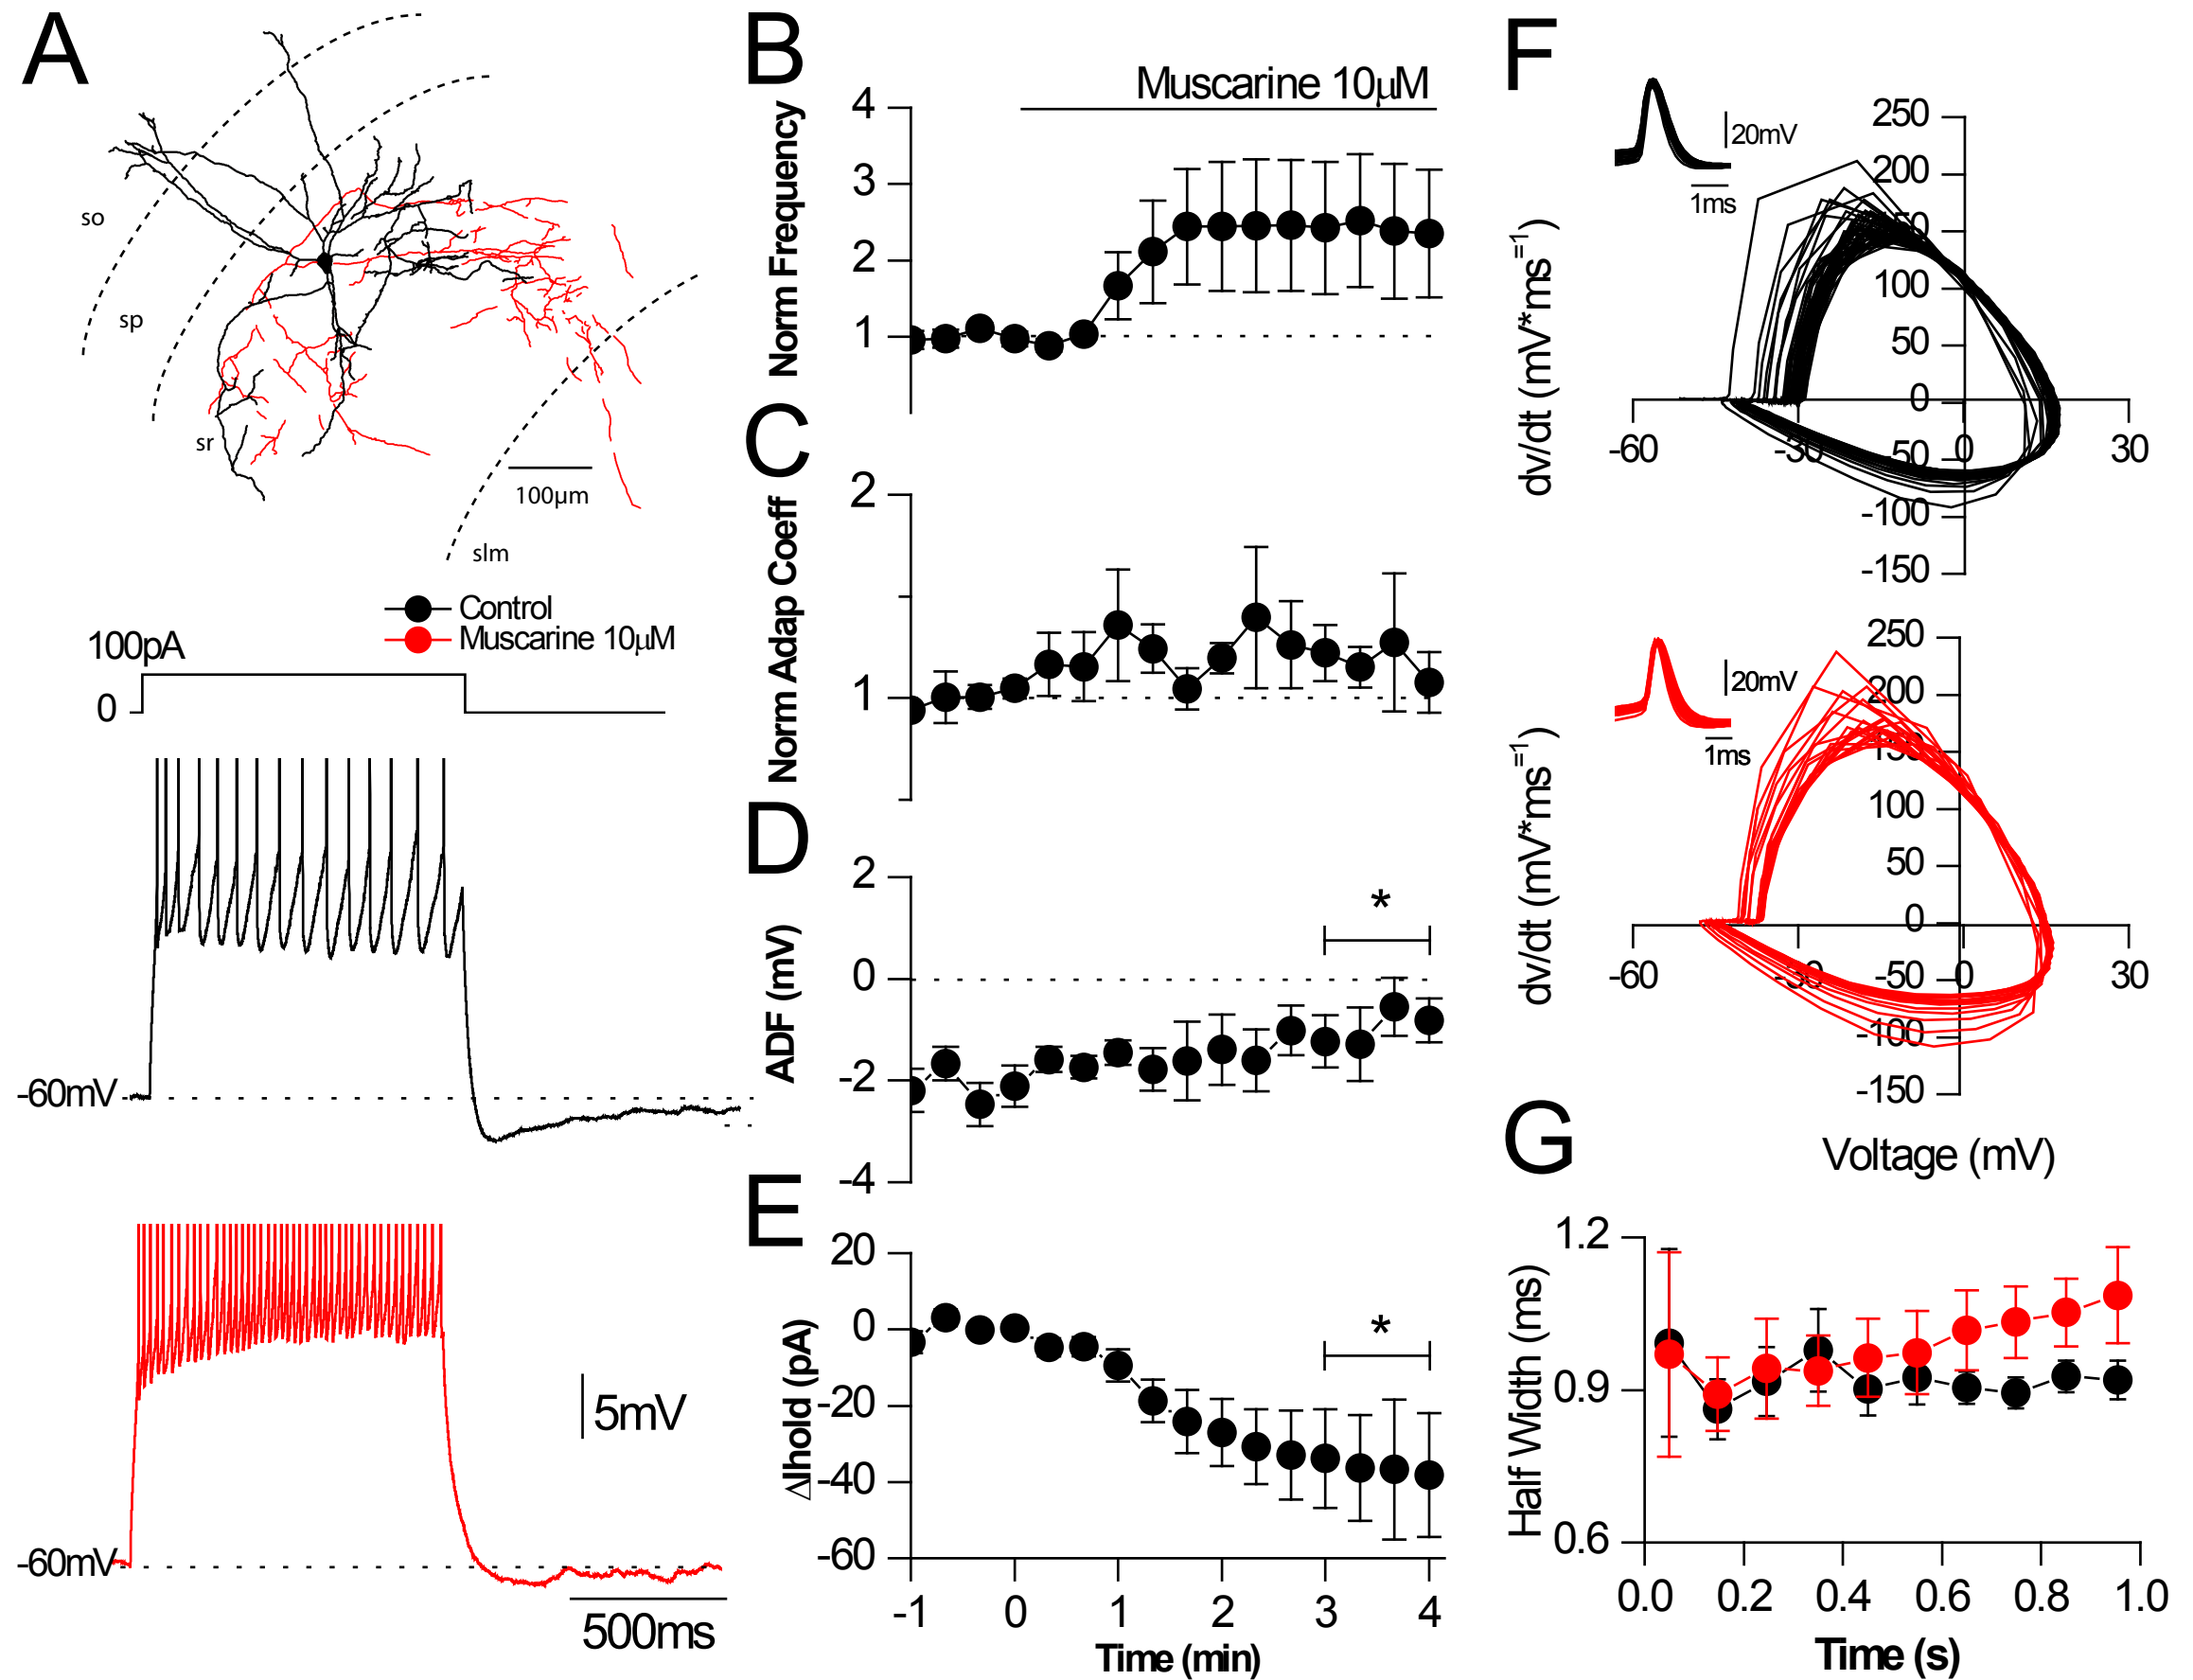 A
so
sp
sr
slm
100µm
Control
Muscarine 10µM
100pA
0
-60mV
-60mV
5mV
500ms
B
Muscarine 10µM
Norm Frequency
4
3
2
1
C
Norm Adap Coeff
2
1
D
ADF (mV)
2
0
-2
-4
*
E
ΔIhold (pA)
20
0
-20
-40
-60
*
-1 0 1 2 3 4
Time (min)
F
20mV
1ms
dv/dt (mV*ms=1)
250
200
150
100
50
0
-50
-100
-150
-60 -30 0 30
20mV
1ms
dv/dt (mV*ms=1)
250
200
150
100
50
0
-50
-100
-150
-60 -30 0 30
Voltage (mV)
G
Half Width (ms)
1.2
0.9
0.6
0.0 0.2 0.4 0.6 0.8 1.0
Time (s)